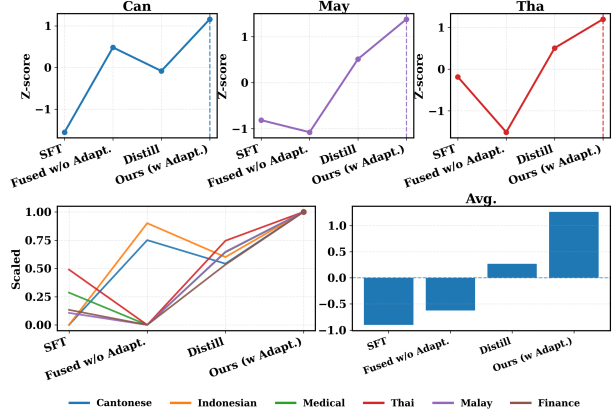 Can
May
Tha
Z-score
1
0
−1
SFT
Fused w/o Adapt.
Distill
Ours (w Adapt.)
Z-score
1
0
−1
SFT
Fused w/o Adapt.
Distill
Ours (w Adapt.)
Z-score
1
0
−1
SFT
Fused w/o Adapt.
Distill
Ours (w Adapt.)
Scaled
1.00
0.75
0.50
0.25
0.00
SFT
Fused w/o Adapt.
Distill
Ours (w Adapt.)
Avg.
1.0
0.5
0.0
−0.5
−1.0
SFT
Fused w/o Adapt.
Distill
Ours (w Adapt.)
Cantonese Indonesian Medical Thai Malay Finance